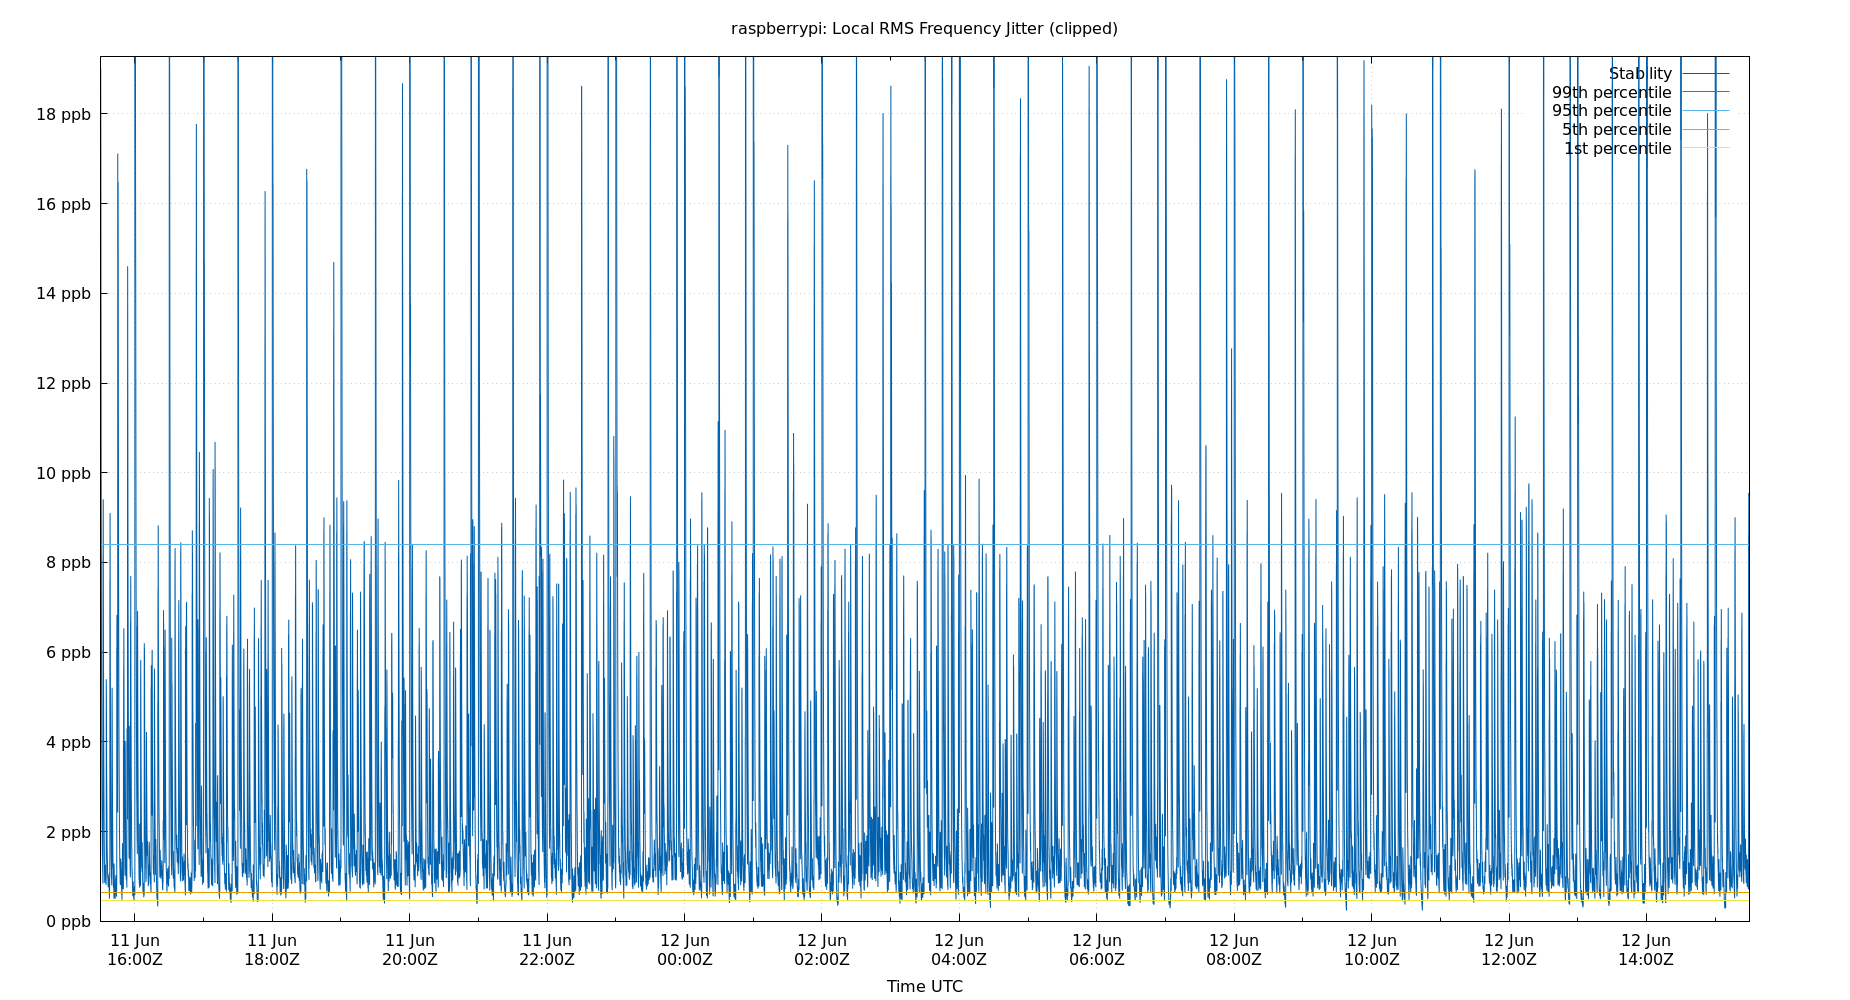 raspberrypi: Local RMS Frequency Jitter (clipped)
Stability
99th percentile
95th percentile
5th percentile
1st percentile
18 ppb
16 ppb
14 ppb
12 ppb
10 ppb
8 ppb
6 ppb
4 ppb
2 ppb
0 ppb
11 Jun 11 Jun 11 Jun 11 Jun 12 Jun 12 Jun 12 Jun 12 Jun 12 Jun 12 Jun 12 Jun 12 Jun
16:00Z 18:00Z 20:00Z 22:00Z 00:00Z 02:00Z 04:00Z 06:00Z 08:00Z 10:00Z 12:00Z 14:00Z
Time UTC